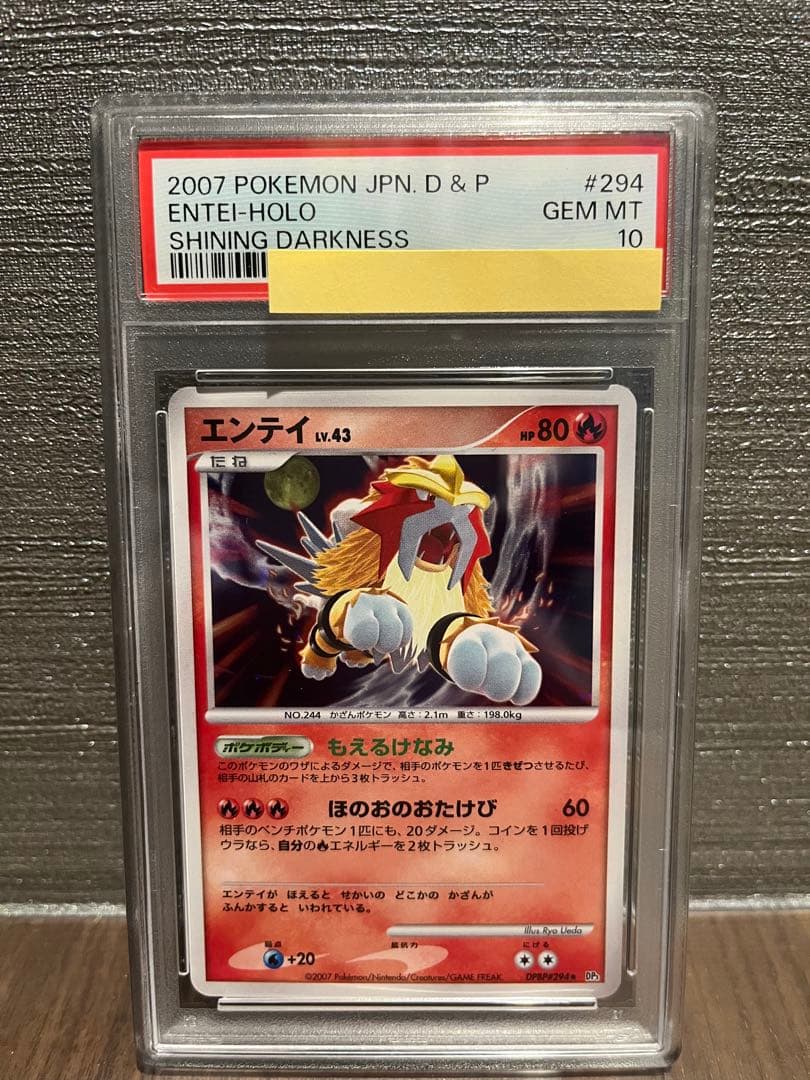 2007 POKEMON JPN. D & P #294
ENTEI-HOLO GEM MT
SHINING DARKNESS 10
エンテイ LV.43 HP80
たね
NO.244 かざんポケモン 高さ:2.1m 重さ:198.0kg
ポケボディー もえるけなみ
このポケモンのワザによるダメージで、相手のポケモンを1匹きぜつさせるたび、
相手の山札のカードを上から3枚トラッシュ。
ほのおのおたけび 60
相手のベンチポケモン1匹にも、20ダメージ。コインを1回投げ
ウラなら、自分のエネルギーを2枚トラッシュ。
エンテイが ほえると せかいの どこかの かざんが
ふんかすると いわれている。
Illus.Ryo Ueda
弱点 抵抗力 にげる
+20
©2007 Pokémon/Nintendo/Creatures/GAME FREAK. DPBP#294 ★ DP3